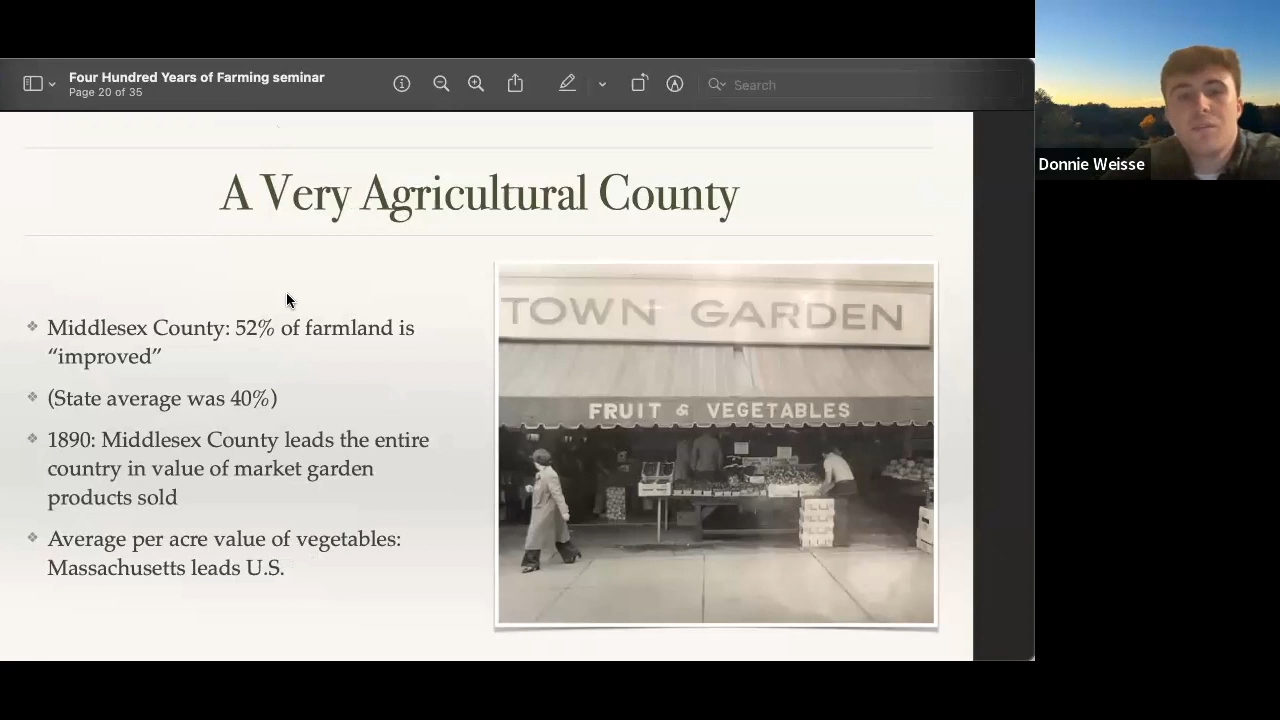 Four Hundred Years of Farming seminar
Page 20 of 35
Search
Donnie Weisse
A Very Agricultural County
Middlesex County: 52% of farmland is
“improved”
(State average was 40%)
1890: Middlesex County leads the entire
country in value of market garden
products sold
Average per acre value of vegetables:
Massachusetts leads U.S.
TOWN GARDEN
FRUIT & VEGETABLES